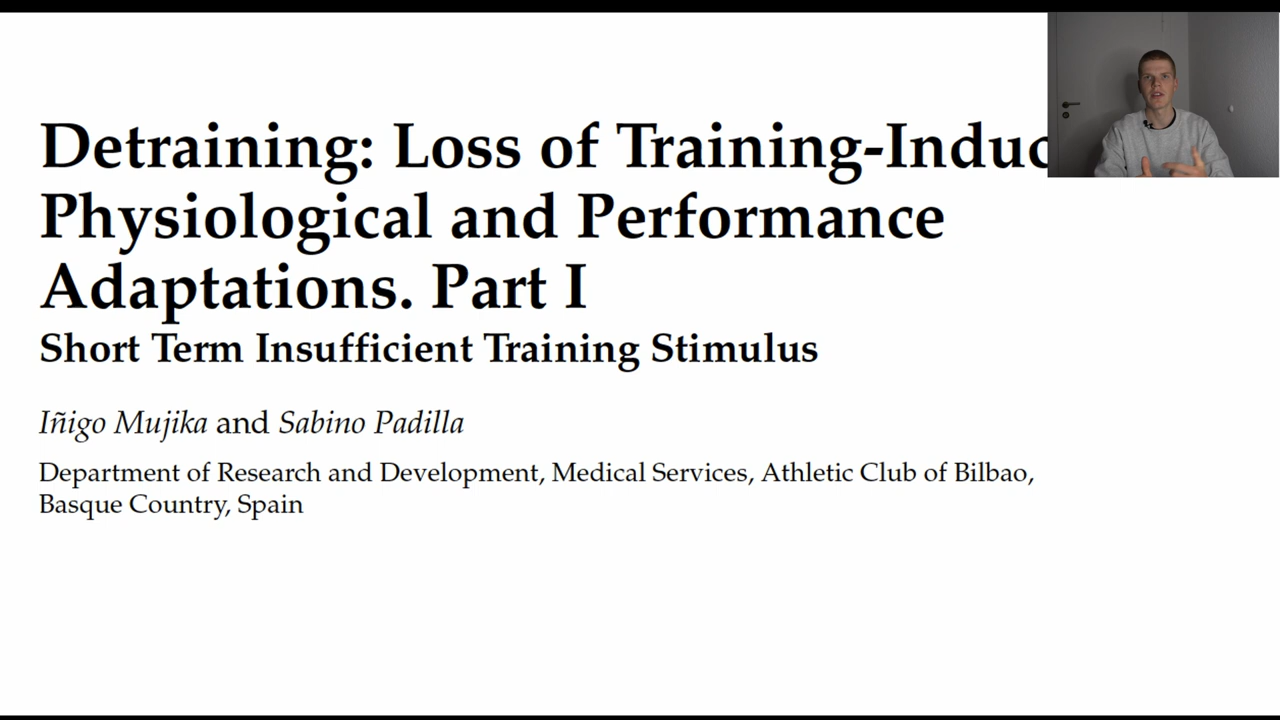 Detraining: Loss of Training-Induc
Physiological and Performance
Adaptations. Part I
Short Term Insufficient Training Stimulus
Iñigo Mujika and Sabino Padilla
Department of Research and Development, Medical Services, Athletic Club of Bilbao,
Basque Country, Spain